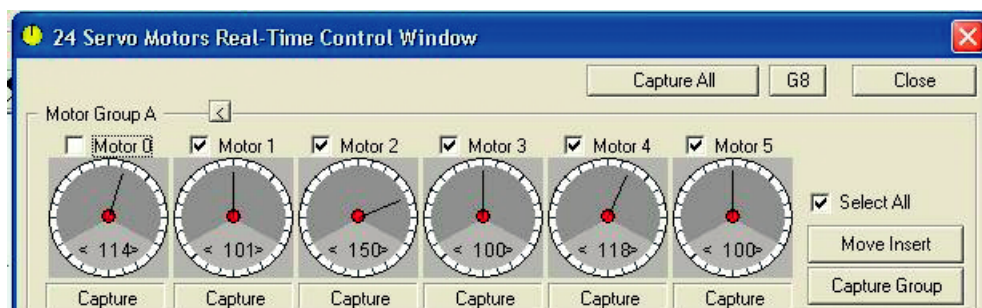 24 Servo Motors Real-Time Control Window
Capture All G8 Close
Motor Group A <
Motor 0 Motor 1 Motor 2 Motor 3 Motor 4 Motor 5
Select All
< 114> < 101> < 150> < 100> < 118> < 100>
Move Insert
Capture Capture Capture Capture Capture Capture
Capture Group